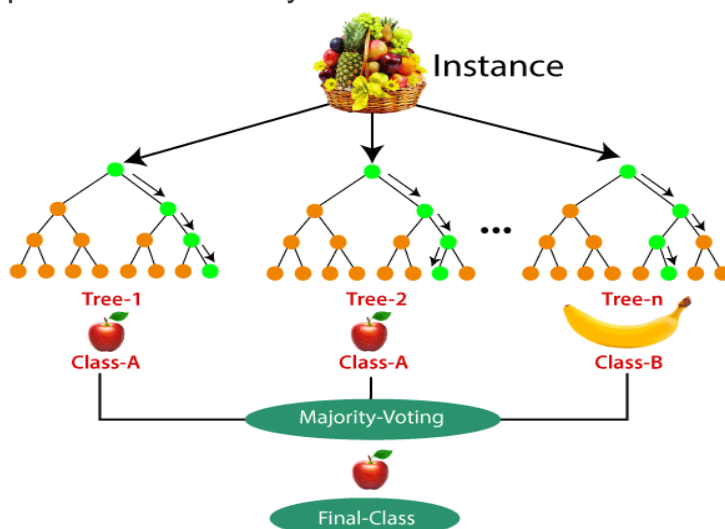 Instance
...
Tree-1
Tree-2
Tree-n
Class-A
Class-A
Class-B
Majority-Voting
Final-Class